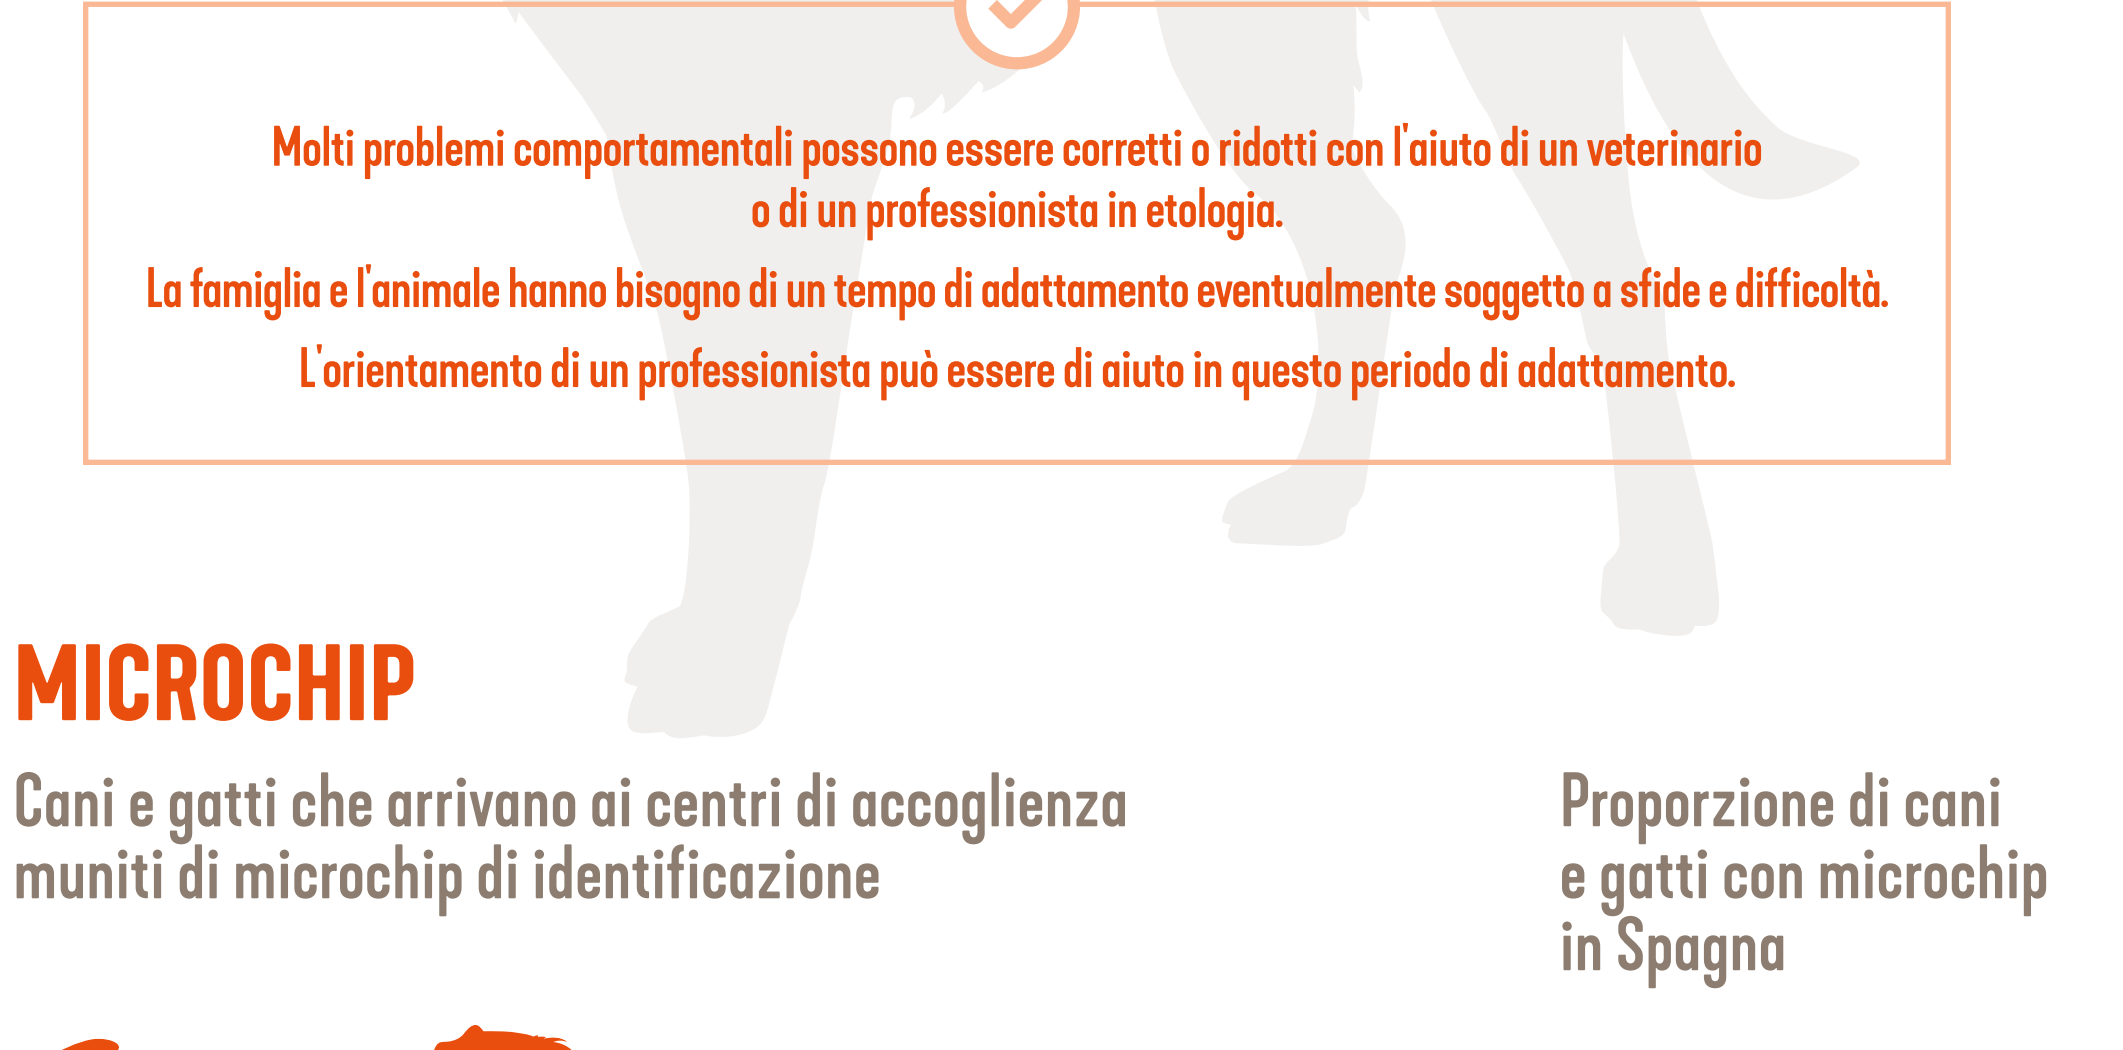 Molti problemi comportamentali possono essere corretti o ridotti con l'aiuto di un veterinario
o di un professionista in etologia.
La famiglia e l'animale hanno bisogno di un tempo di adattamento eventualmente soggetto a sfide e difficoltà.
L'orientamento di un professionista può essere di aiuto in questo periodo di adattamento.
MICROCHIP
Cani e gatti che arrivano ai centri di accoglienza
muniti di microchip di identificazione
Proporzione di cani
e gatti con microchip
in Spagna